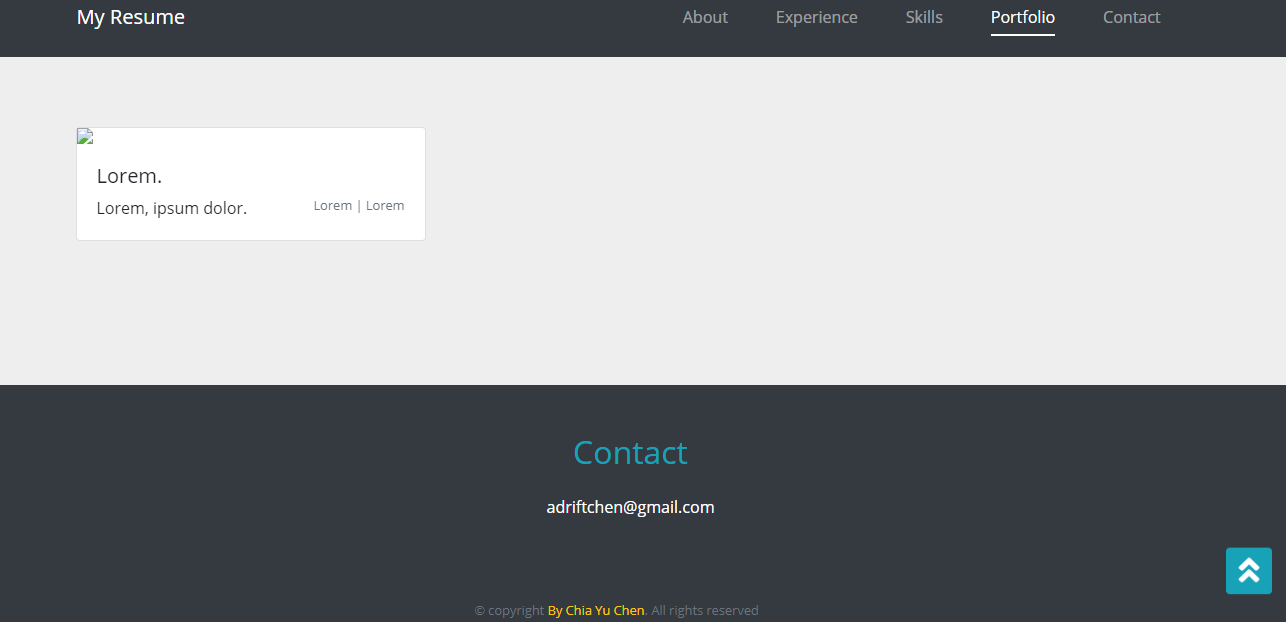 My Resume About Experience Skills Portfolio Contact
Lorem.
Lorem, ipsum dolor. Lorem | Lorem
Contact
adriftchen@gmail.com
© copyright By Chia Yu Chen. All rights reserved